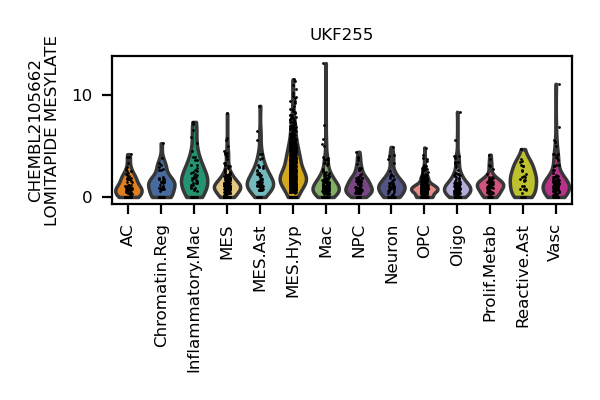 UKF255
CHEMBL2105662
LOMITAPIDE MESYLATE
10
0
AC
Chromatin.Reg
Inflammatory.Mac
MES
MES.Ast
MES.Hyp
Mac
NPC
Neuron
OPC
Oligo
Prolif.Metab
Reactive.Ast
Vasc